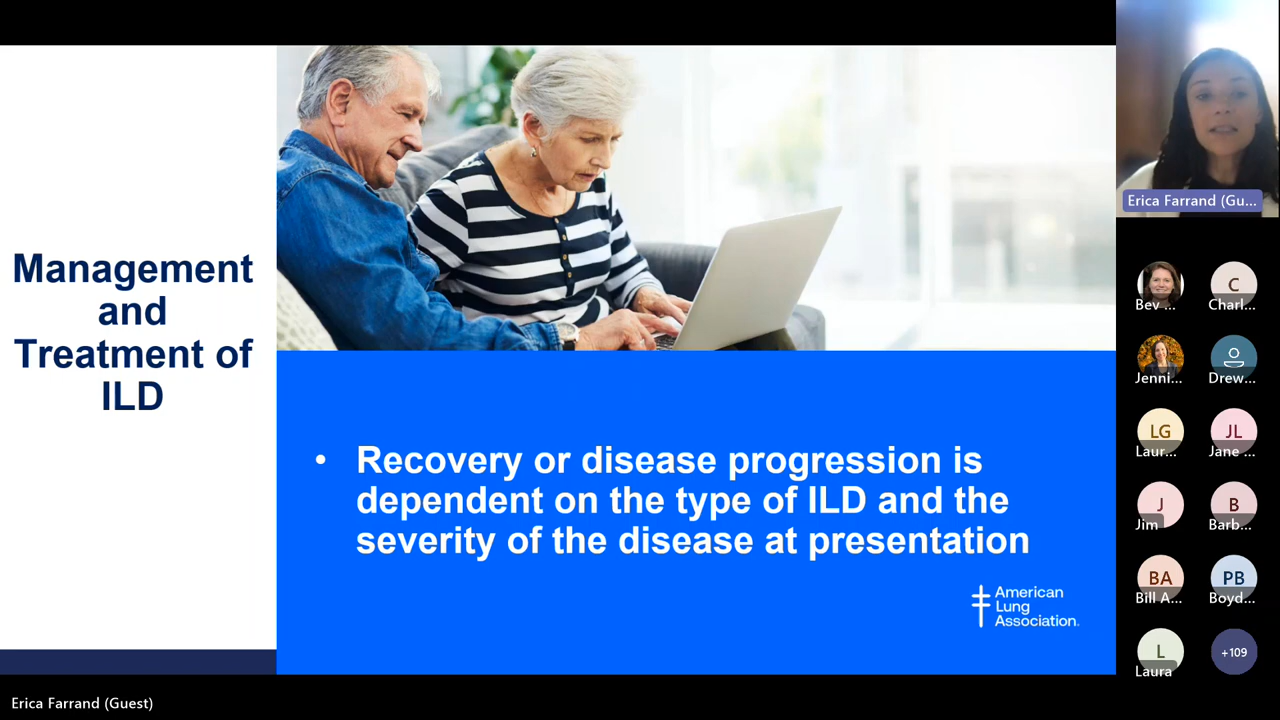 Management
and
Treatment of
ILD
• Recovery or disease progression is
dependent on the type of ILD and the
severity of the disease at presentation
American
Lung
Association.
Erica Farrand (Gu...
Bev ...
C
Charl...
Jenni...
Drew...
LG
Laur...
JL
Jane ...
J
Jim
B
Barb...
BA
Bill A...
PB
Boyd...
L
Laura
+109
Erica Farrand (Guest)